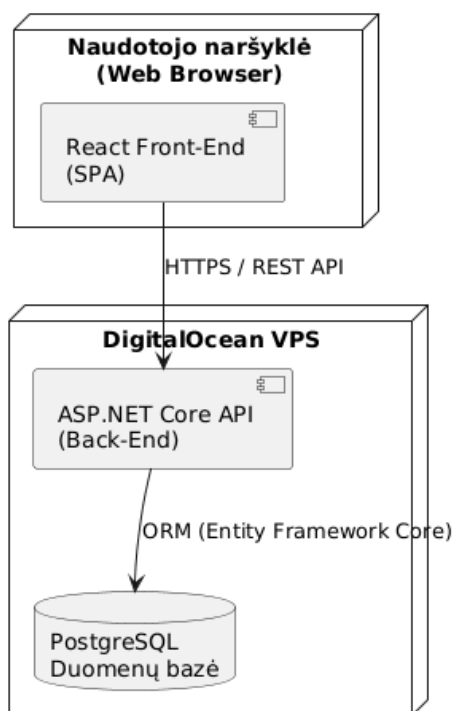 Naudotojo naršyklė
(Web Browser)
React Front-End
(SPA)
HTTPS / REST API
DigitalOcean VPS
ASP.NET Core API
(Back-End)
ORM (Entity Framework Core)
PostgreSQL
Duomenų bazė